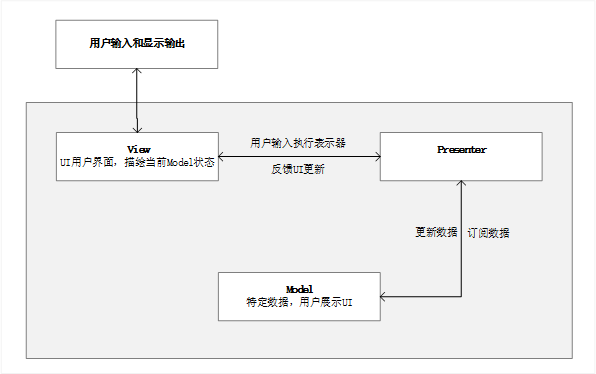 用户输入和显示输出
View
UI用户界面，描绘当前Model状态
用户输入执行表示器
反馈UI更新
Presenter
更新数据
订阅数据
Model
特定数据，用户展示UI